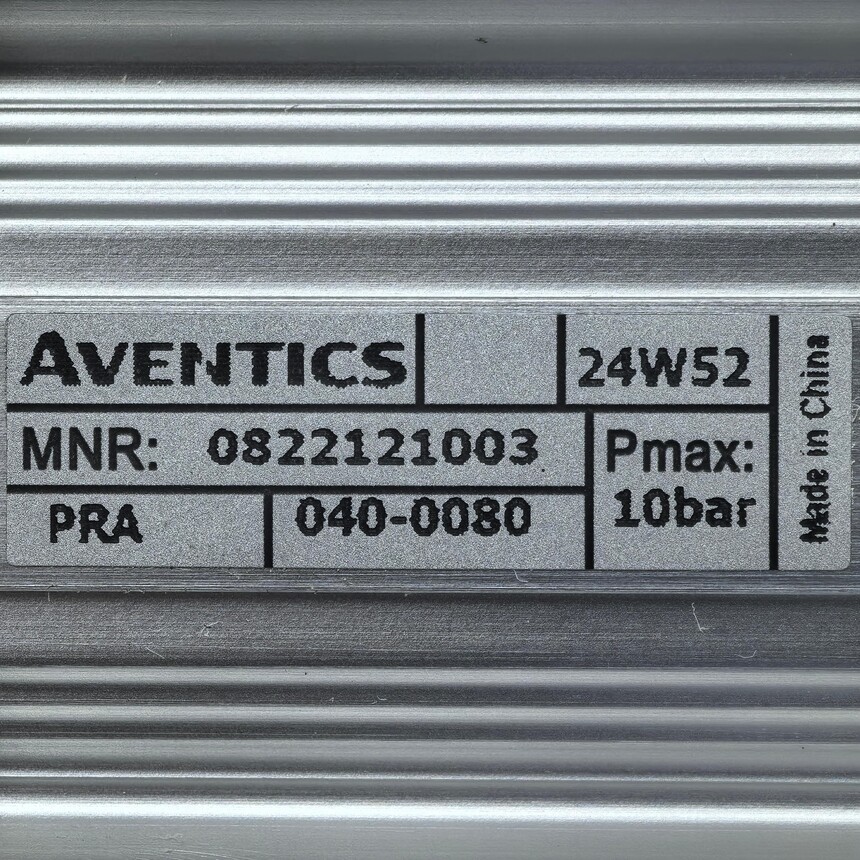 AVENTICS
24W52
MNR: 0822121003
Pmax:
10bar
PRA
040-0080
Made in China